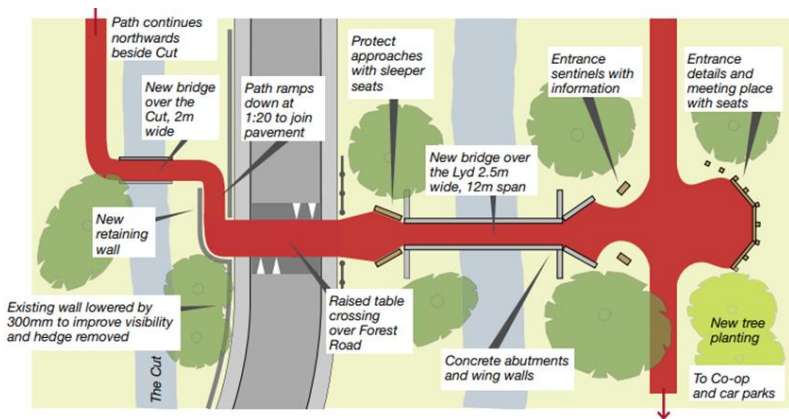 Path continues
northwards
beside Cut
New bridge
over the
Cut, 2m
wide
Path ramps
down at
1:20 to join
pavement
Protect
approaches
with sleeper
seats
Entrance
sentinels with
information
Entrance
details and
meeting place
with seats
New bridge over
the Lyd 2.5m
wide, 12m span
New
retaining
wall
Existing wall lowered by
300mm to improve visibility
and hedge removed
The Cut
Raised table
crossing
over Forest
Road
Concrete abutments
and wing walls
New tree
planting
To Co-op
and car parks